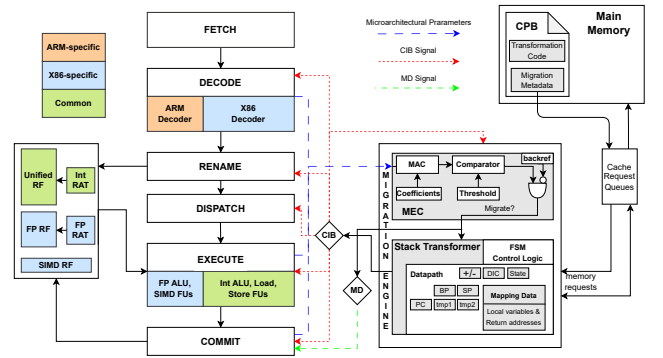 ARM-specific
X86-specific
Common
FETCH
DECODE
ARM
Decoder
X86
Decoder
RENAME
DISPATCH
EXECUTE
FP ALU,
SIMD FUs
Int ALU, Load,
Store FUs
COMMIT
Unified
RF
Int
RAT
FP RF
FP
RAT
SIMD RF
Microarchitectural Prarameters
CIB Signal
MD Signal
CIB
MD
MIGRATION ENGINE
MAC
Comparator
backref
Coefficients
Threshold
MEC
Migrate?
Stack Transformer
FSM
Control Logic
Datapath
+/-
DIC
State
BP
SP
PC
tmp1
tmp2
Mapping Data
Local variables &
Return addresses
CPB
Main
Memory
Transformation
Code
Migration
Metadata
Cache
Request
Queues
memory
requests